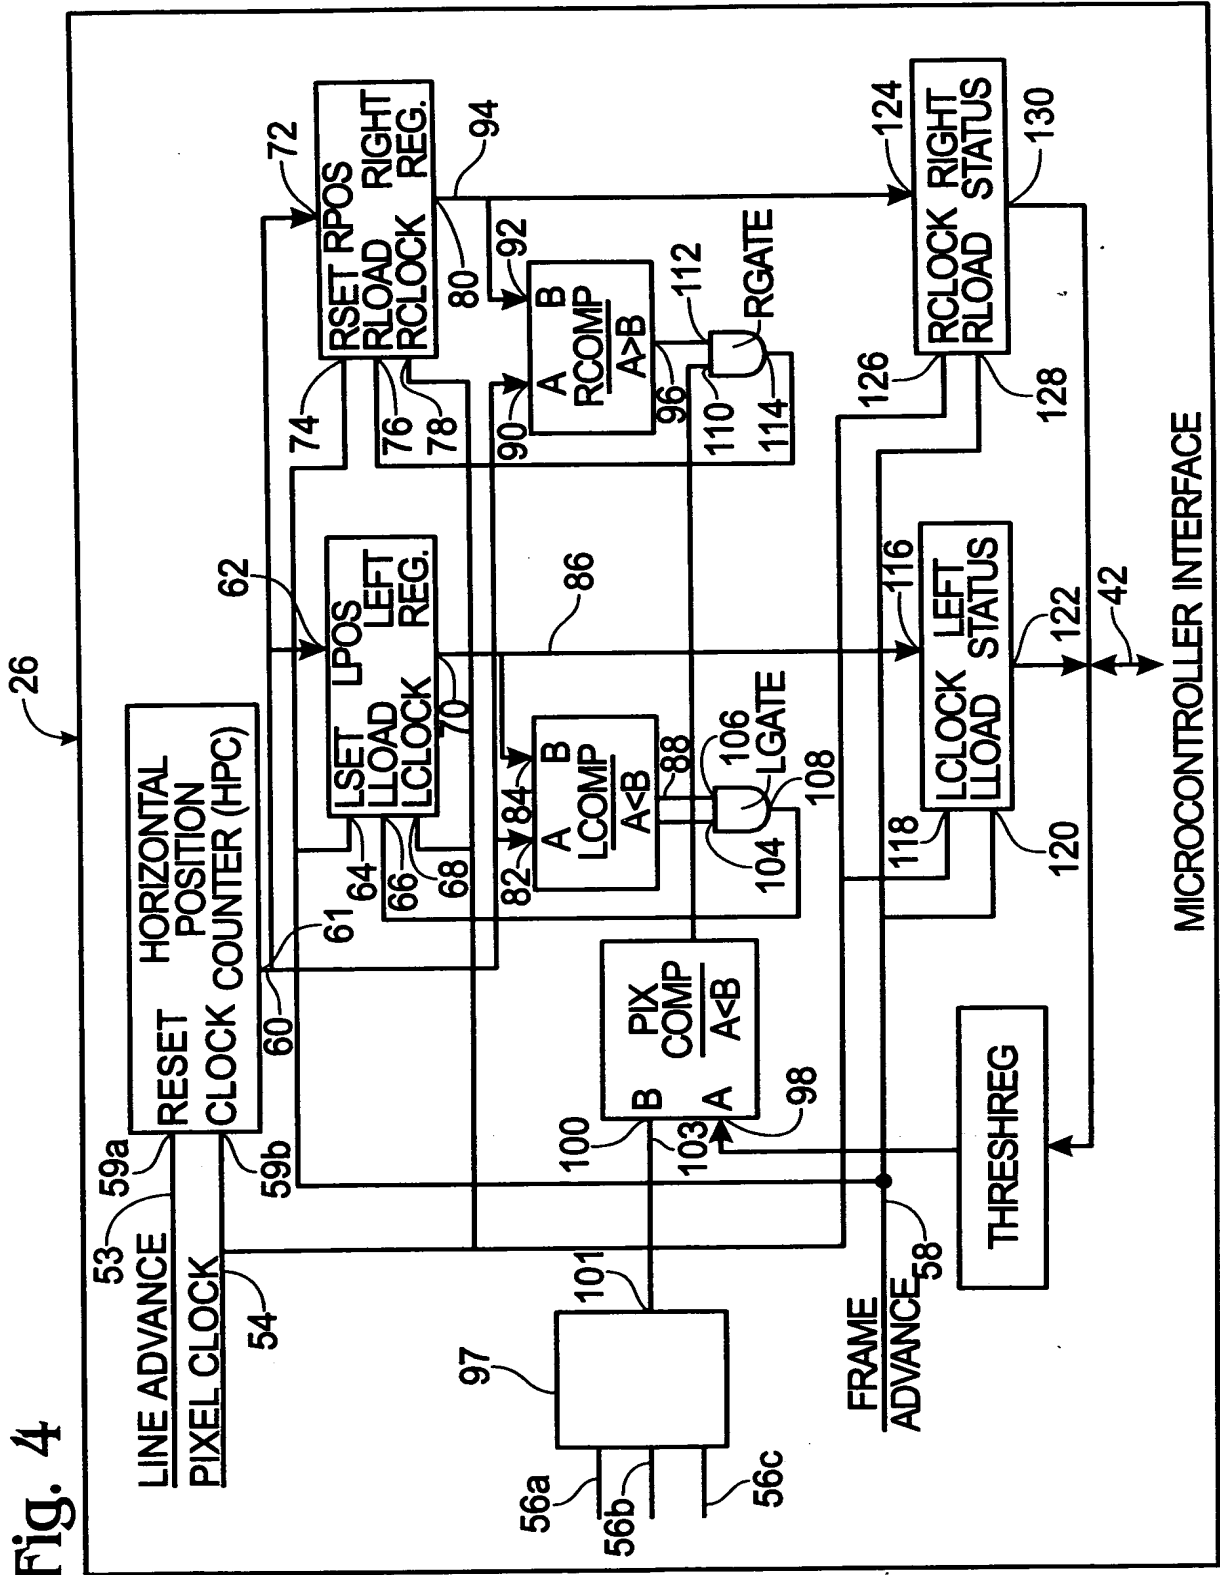 Fig. 4
26
LINE ADVANCE
53
59a
RESET
HORIZONTAL
POSITION
COUNTER (HPC)
PIXEL CLOCK
54
59b
CLOCK
60
61
62
72
74
64
LSET
LPOS
LLOAD
LEFT
REG.
LCLOCK
66
68
70
RSET
RPOS
RLOAD
RIGHT
REG.
RCLOCK
76
78
80
94
82
84
A
B
LCOMP
A<B
86
88
90
92
A
B
RCOMP
A>B
96
104
106
LGATE
108
110
112
RGATE
114
97
56a
56b
56c
101
100
103
B
A
98
PIX
COMP
A<B
FRAME
ADVANCE
58
THRESHREG
116
118
120
LCLOCK
LEFT
LLOAD
STATUS
122
124
126
128
RCLOCK
RIGHT
RLOAD
STATUS
130
42
MICROCONTROLLER INTERFACE